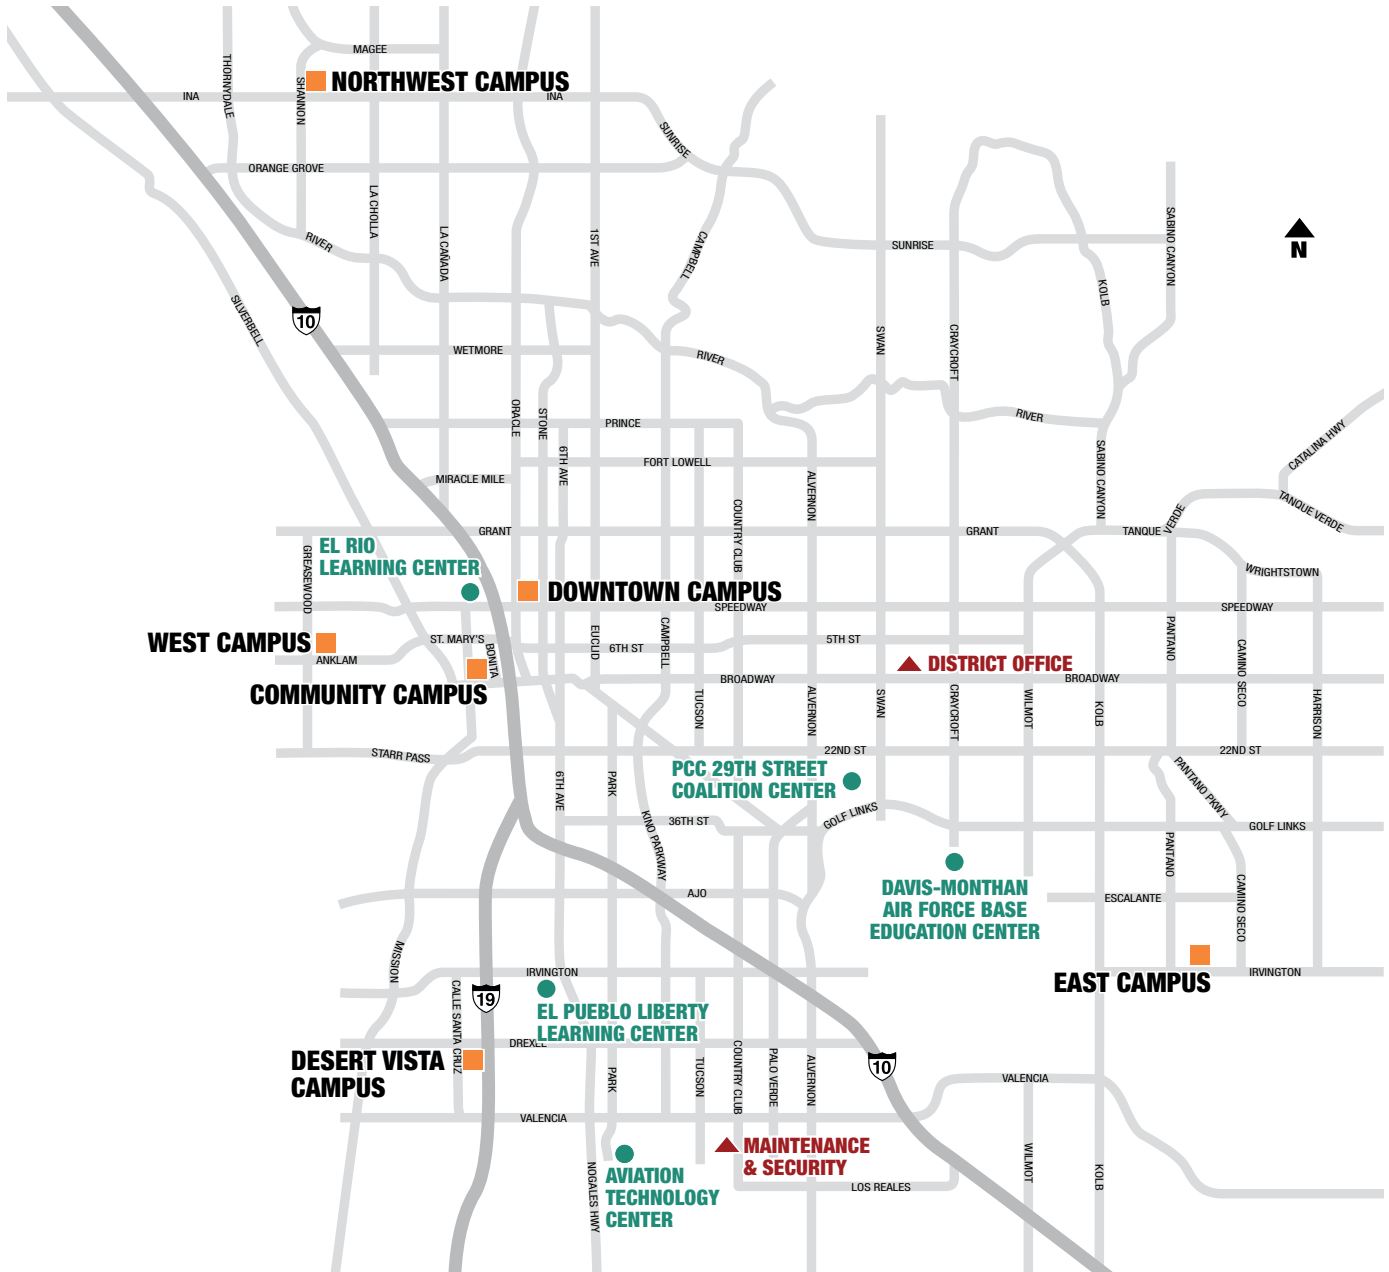 MAGEE
THORNYDALE
SHANNON
NORTHWEST CAMPUS
INA
INA
SUNRISE
ORANGE GROVE
LA CHOLLA
LA CAÑADA
1ST AVE
CAMPBELL
RIVER
SUNRISE
SABINO CANYON
N
KOLB
SILVERBELL
10
SWAN
CRAYCROFT
WETMORE
RIVER
ORACLE
STONE
PRINCE
RIVER
6TH AVE
FORT LOWELL
MIRACLE MILE
ALVERNON
COUNTRY CLUB
SABINO CANYON
CATALINA HWY
TANQUE VERDE
GRANT
GRANT
TANQUE VERDE
GREASEWOOD
EL RIO
LEARNING CENTER
WRIGHTSTOWN
DOWNTOWN CAMPUS
SPEEDWAY
SPEEDWAY
WEST CAMPUS
ST. MARY'S
BONITA
EUCLID
6TH ST
CAMPBELL
5TH ST
PANTANO
CAMINO SECO
ANKLAM
DISTRICT OFFICE
COMMUNITY CAMPUS
BROADWAY
BROADWAY
TUCSON
ALVERNON
SWAN
CRAYCROFT
WILMOT
KOLB
HARRISON
STARR PASS
22ND ST
22ND ST
PCC 29TH STREET
COALITION CENTER
6TH AVE
PARK
KINO PARKWAY
PANTANO PKWY
36TH ST
GOLF LINKS
GOLF LINKS
PANTANO
DAVIS-MONTHAN
AIR FORCE BASE
EDUCATION CENTER
AJO
ESCALANTE
CAMINO SECO
MISSION
IRVINGTON
IRVINGTON
EAST CAMPUS
CALLE SANTA CRUZ
19
EL PUEBLO LIBERTY
LEARNING CENTER
DREXEL
DESERT VISTA
CAMPUS
PARK
TUCSON
COUNTRY CLUB
PALO VERDE
ALVERNON
10
VALENCIA
VALENCIA
MAINTENANCE
& SECURITY
WILMOT
KOLB
AVIATION
TECHNOLOGY
CENTER
NOGALES HWY
LOS REALES